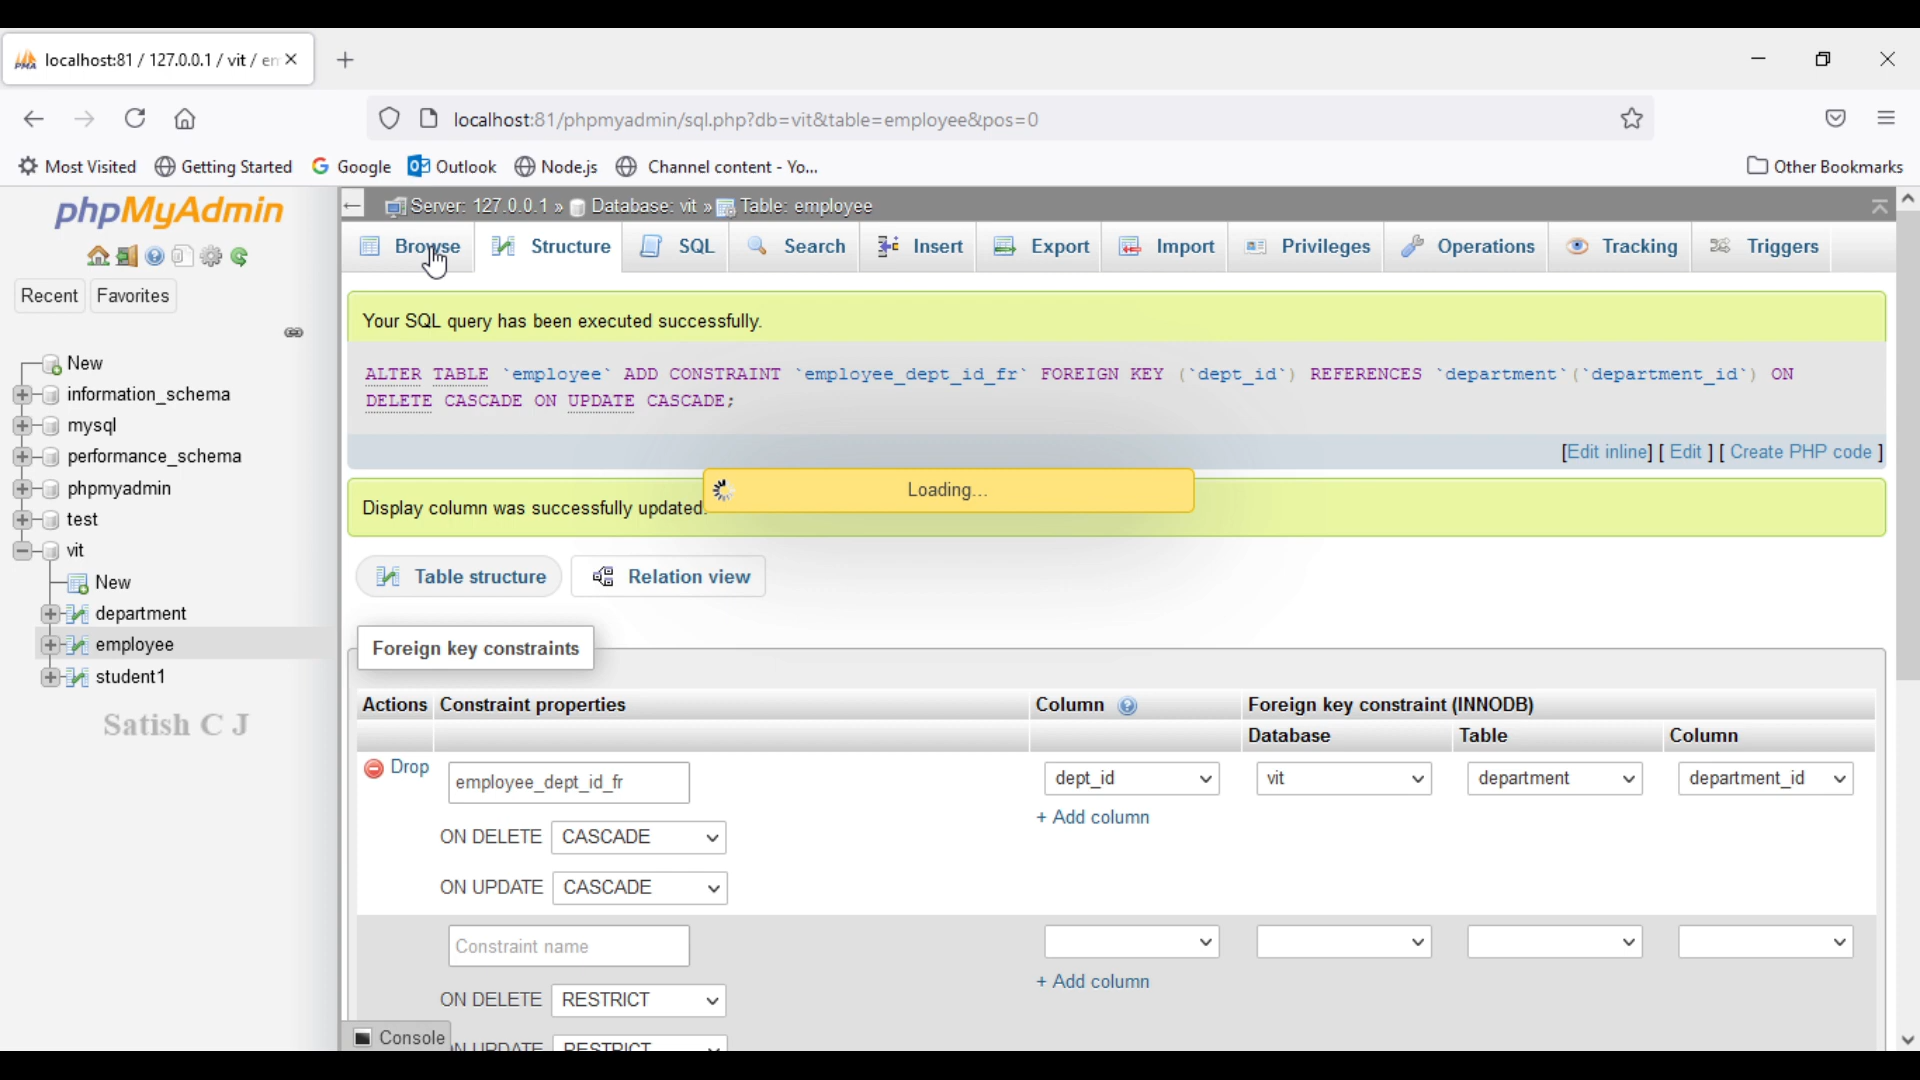 localhost:81 / 127.0.0.1 / vit / en
localhost:81/phpmyadmin/sql.php?db=vit&table=employee&pos=0
Most Visited Getting Started Google Outlook Node.js Channel content - Yo... Other Bookmarks
phpMyAdmin
Recent Favorites
New
information_schema
mysql
performance_schema
phpmyadmin
test
vit
New
department
employee
student1
Satish C J
Server: 127.0.0.1 » Database: vit » Table: employee
Browse Structure SQL Search Insert Export Import Privileges Operations Tracking Triggers
Your SQL query has been executed successfully.
ALTER TABLE `employee` ADD CONSTRAINT `employee_dept_id_fr` FOREIGN KEY (`dept_id`) REFERENCES `department`(`department_id`) ON
DELETE CASCADE ON UPDATE CASCADE;
[Edit inline] [ Edit ] [ Create PHP code ]
Loading...
Display column was successfully updated.
Table structure Relation view
Foreign key constraints
Actions Constraint properties Column Foreign key constraint (INNODB)
Database Table Column
Drop employee_dept_id_fr dept_id vit department department_id
+ Add column
ON DELETE CASCADE
ON UPDATE CASCADE
Constraint name
+ Add column
ON DELETE RESTRICT
Console
ON UPDATE RESTRICT